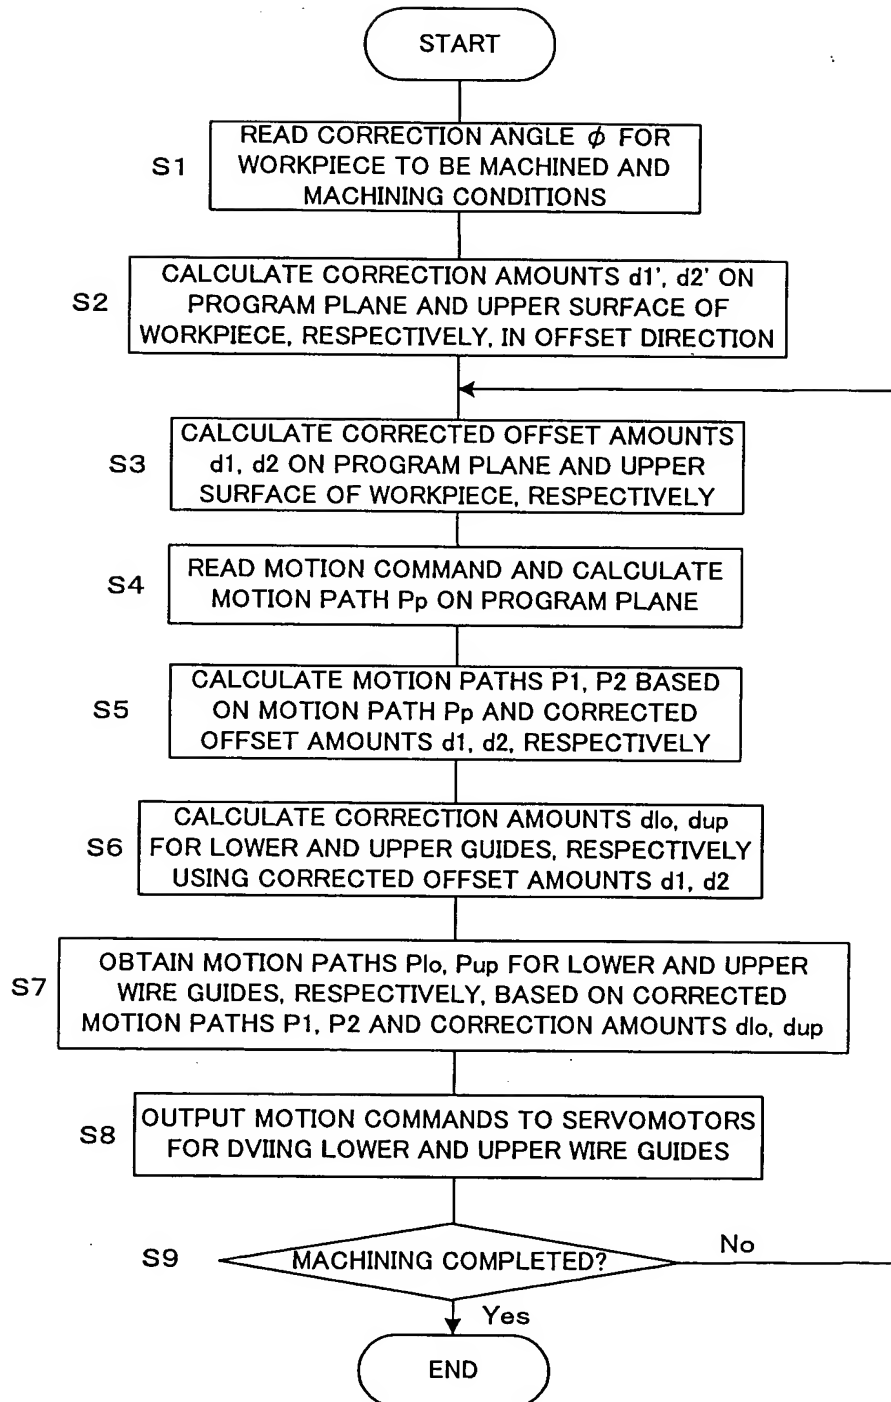 START
READ CORRECTION ANGLE ϕ FOR
S1
WORKPIECE TO BE MACHINED AND
MACHINING CONDITIONS
CALCULATE CORRECTION AMOUNTS d1', d2' ON
S2
PROGRAM PLANE AND UPPER SURFACE OF
WORKPIECE, RESPECTIVELY, IN OFFSET DIRECTION
CALCULATE CORRECTED OFFSET AMOUNTS
S3
d1, d2 ON PROGRAM PLANE AND UPPER
SURFACE OF WORKPIECE, RESPECTIVELY
S4
READ MOTION COMMAND AND CALCULATE
MOTION PATH Pp ON PROGRAM PLANE
CALCULATE MOTION PATHS P1, P2 BASED
S5
ON MOTION PATH Pp AND CORRECTED
OFFSET AMOUNTS d1, d2, RESPECTIVELY
CALCULATE CORRECTION AMOUNTS dlo, dup
S6
FOR LOWER AND UPPER GUIDES, RESPECTIVELY
USING CORRECTED OFFSET AMOUNTS d1, d2
OBTAIN MOTION PATHS Plo, Pup FOR LOWER AND UPPER
S7
WIRE GUIDES, RESPECTIVELY, BASED ON CORRECTED
MOTION PATHS P1, P2 AND CORRECTION AMOUNTS dlo, dup
OUTPUT MOTION COMMANDS TO SERVOMOTORS
S8
FOR DVIING LOWER AND UPPER WIRE GUIDES
S9
MACHINING COMPLETED?
No
Yes
END